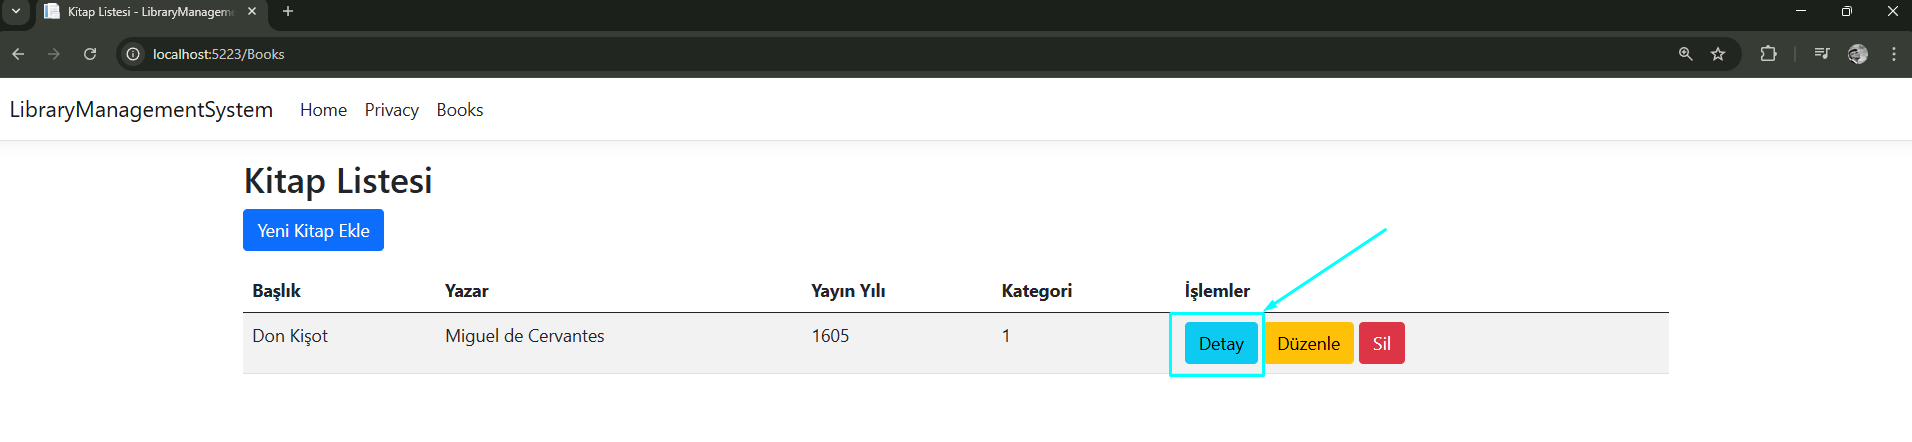 Kitap Listesi - LibraryManageme
localhost:5223/Books
LibraryManagementSystem Home Privacy Books
Kitap Listesi
Yeni Kitap Ekle
Başlık Yazar Yayın Yılı Kategori İşlemler
Don Kişot Miguel de Cervantes 1605 1 Detay Düzenle Sil